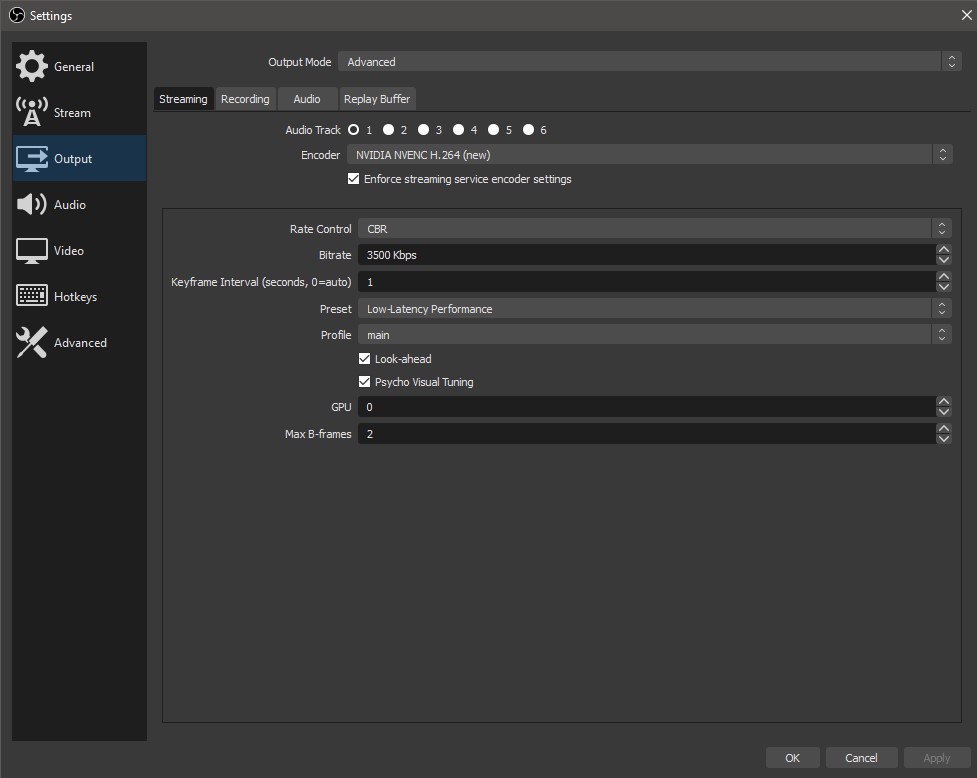 Settings
General
Stream
Output
Audio
Video
Hotkeys
Advanced
Output Mode Advanced
Streaming Recording Audio Replay Buffer
Audio Track 1 2 3 4 5 6
Encoder NVIDIA NVENC H.264 (new)
Enforce streaming service encoder settings
Rate Control CBR
Bitrate 3500 Kbps
Keyframe Interval (seconds, 0=auto) 1
Preset Low-Latency Performance
Profile main
Look-ahead
Psycho Visual Tuning
GPU 0
Max B-frames 2
OK Cancel Apply